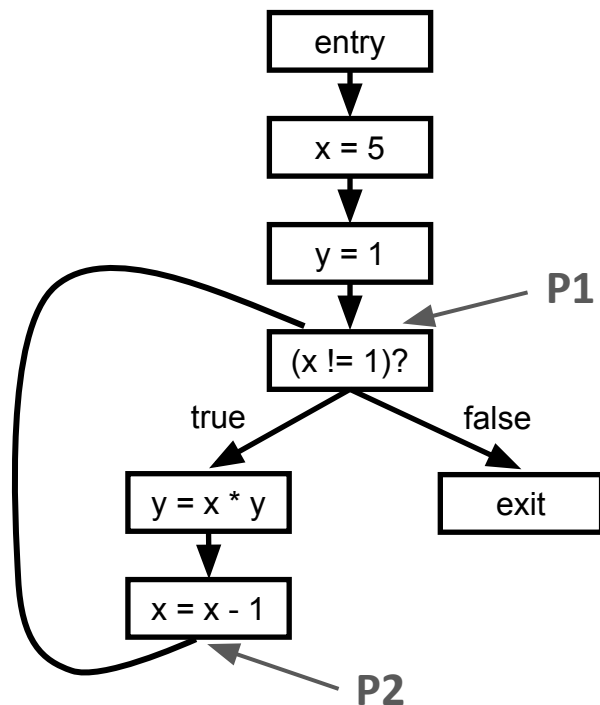 entry
x = 5
y = 1
P1
(x != 1)?
true
false
y = x * y
exit
x = x - 1
P2